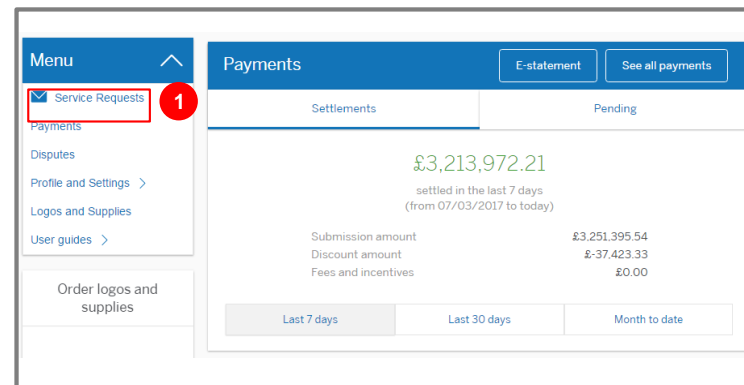 Menu
Service Requests
1
Payments
Disputes
Profile and Settings >
Logos and Supplies
User guides >
Order logos and
supplies
Payments
E-statement
See all payments
Settlements
Pending
£3,213,972.21
settled in the last 7 days
(from 07/03/2017 to today)
Submission amount £3,251,395.54
Discount amount £-37,423.33
Fees and incentives £0.00
Last 7 days
Last 30 days
Month to date